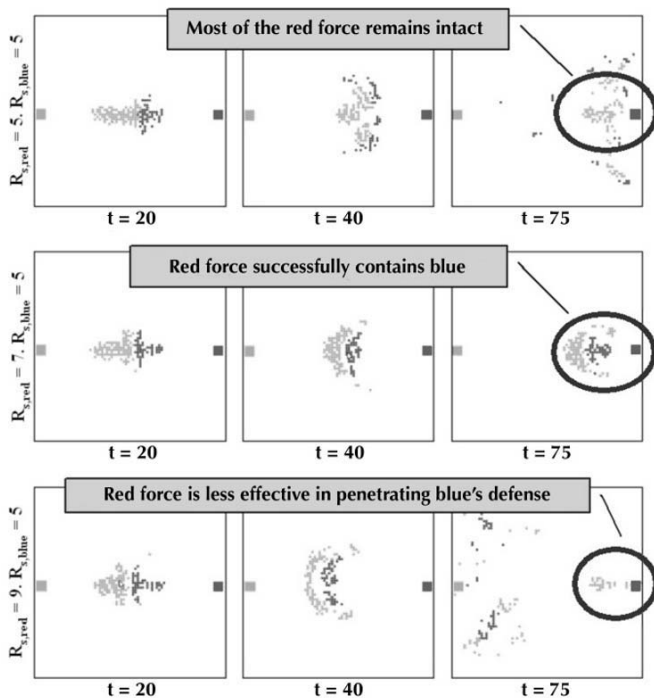 Most of the red force remains intact
R_s,red = 5. R_s,blue = 5
t = 20
t = 40
t = 75
Red force successfully contains blue
R_s,red = 7. R_s,blue = 5
t = 20
t = 40
t = 75
Red force is less effective in penetrating blue's defense
R_s,red = 9. R_s,blue = 5
t = 20
t = 40
t = 75